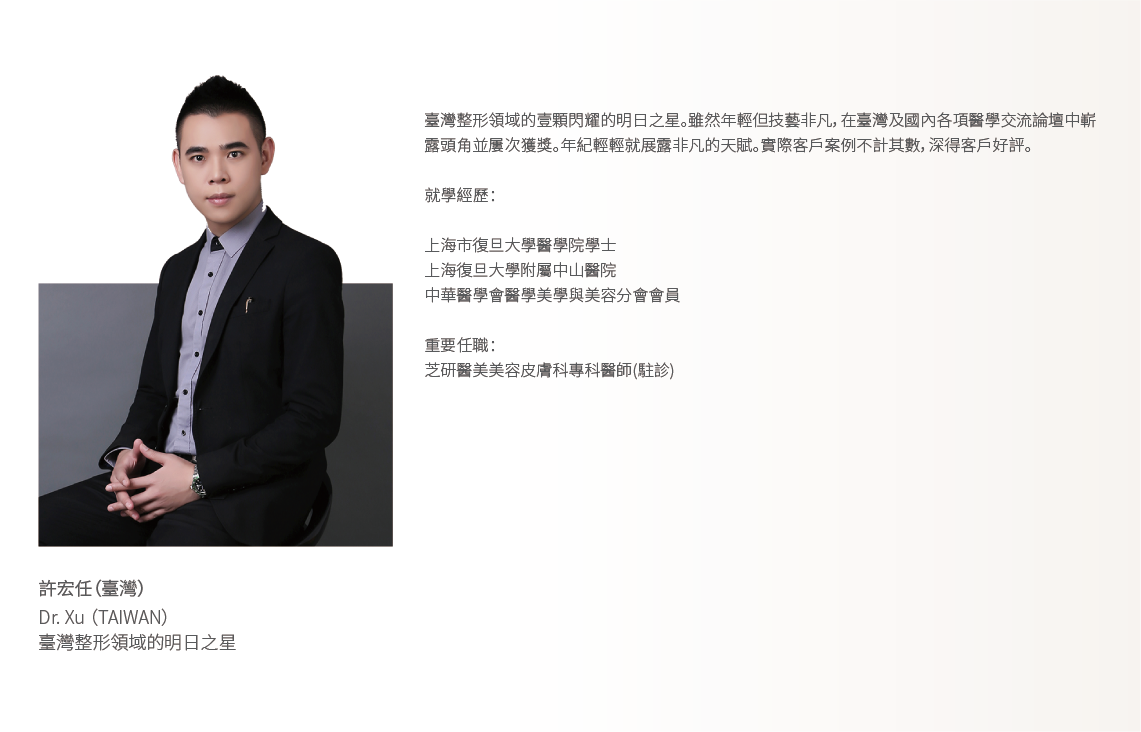 臺灣整形領域的壹顆閃耀的明日之星。雖然年輕但技藝非凡，在臺灣及國內各項醫學交流論壇中嶄
露頭角並屢次獲獎。年紀輕輕就展露非凡的天賦。實際客戶案例不計其數，深得客戶好評。
就學經歷：
上海市復旦大學醫學院學士
上海復旦大學附屬中山醫院
中華醫學會醫學美學與美容分會會員
重要任職：
芝研醫美美容皮膚科專科醫師(駐診)
許宏任（臺灣）
Dr. Xu（TAIWAN）
臺灣整形領域的明日之星